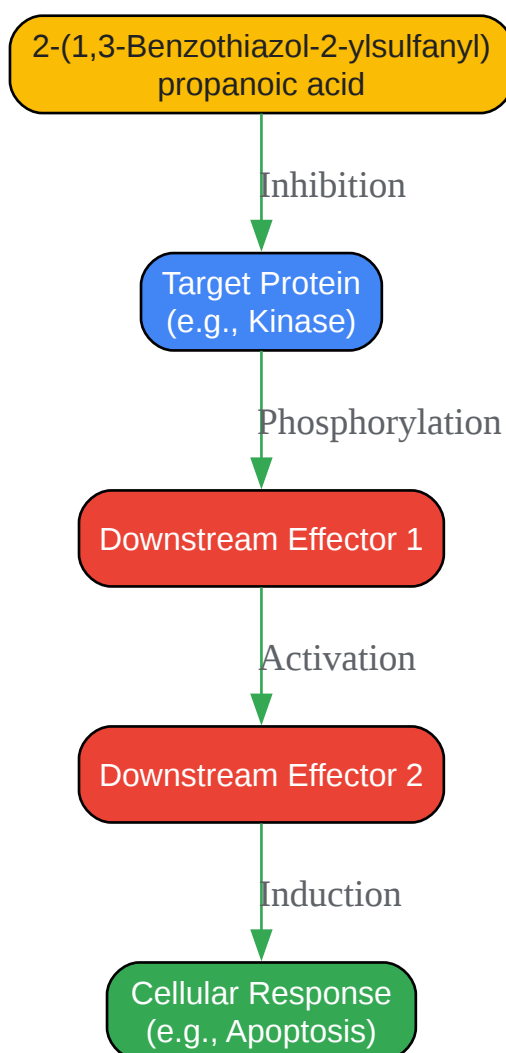 2-(1,3-Benzothiazol-2-ylsulfanyl)
propanoic acid
Inhibition
Target Protein
(e.g., Kinase)
Phosphorylation
Downstream Effector 1
Activation
Downstream Effector 2
Induction
Cellular Response
(e.g., Apoptosis)